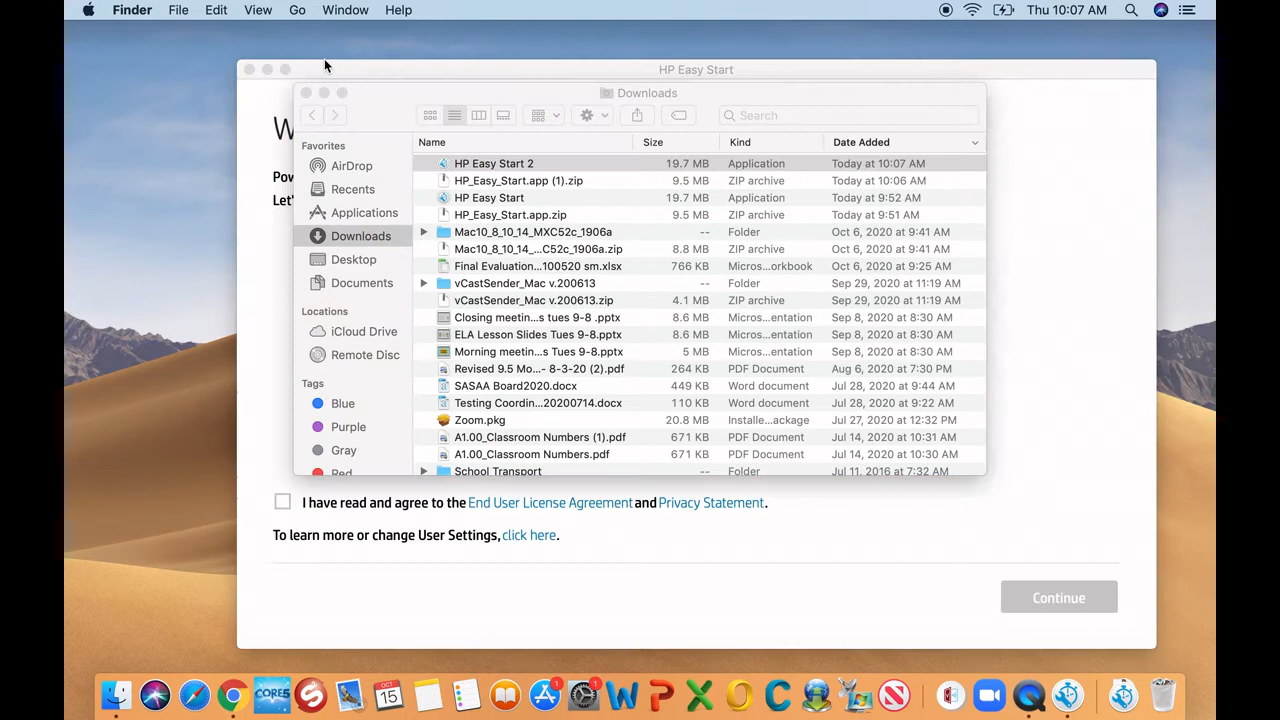 Finder File Edit View Go Window Help Thu 10:07 AM
HP Easy Start
Downloads
W
Search
Pow
Let'
Favorites
AirDrop
Recents
Applications
Downloads
Desktop
Documents
Locations
iCloud Drive
Remote Disc
Tags
Blue
Purple
Gray
Red
Name Size Kind Date Added
HP Easy Start 2 19.7 MB Application Today at 10:07 AM
HP_Easy_Start.app (1).zip 9.5 MB ZIP archive Today at 10:06 AM
HP Easy Start 19.7 MB Application Today at 9:52 AM
HP_Easy_Start.app.zip 9.5 MB ZIP archive Today at 9:51 AM
Mac10_8_10_14_MXC52c_1906a -- Folder Oct 6, 2020 at 9:41 AM
Mac10_8_10_14_...C52c_1906a.zip 8.8 MB ZIP archive Oct 6, 2020 at 9:41 AM
Final Evaluation...100520 sm.xlsx 766 KB Micros...orkbook Oct 6, 2020 at 9:25 AM
vCastSender_Mac v.200613 -- Folder Sep 29, 2020 at 11:19 AM
vCastSender_Mac v.200613.zip 4.1 MB ZIP archive Sep 29, 2020 at 11:19 AM
Closing meetin...s tues 9-8 .pptx 8.6 MB Micros...entation Sep 8, 2020 at 8:30 AM
ELA Lesson Slides Tues 9-8.pptx 8.6 MB Micros...entation Sep 8, 2020 at 8:30 AM
Morning meetin...s Tues 9-8.pptx 5 MB Micros...entation Sep 8, 2020 at 8:30 AM
Revised 9.5 Mo...- 8-3-20 (2).pdf 264 KB PDF Document Aug 6, 2020 at 7:30 PM
SASAA Board2020.docx 449 KB Word document Jul 28, 2020 at 9:44 AM
Testing Coordin...20200714.docx 110 KB Word document Jul 28, 2020 at 9:22 AM
Zoom.pkg 20.8 MB Installe...ackage Jul 27, 2020 at 12:32 PM
A1.00_Classroom Numbers (1).pdf 671 KB PDF Document Jul 14, 2020 at 10:31 AM
A1.00_Classroom Numbers.pdf 671 KB PDF Document Jul 14, 2020 at 10:30 AM
School Transport -- Folder Jul 11, 2016 at 7:32 AM
I have read and agree to the End User License Agreement and Privacy Statement.
To learn more or change User Settings, click here.
Continue
CORE5
OCT
15
1
1